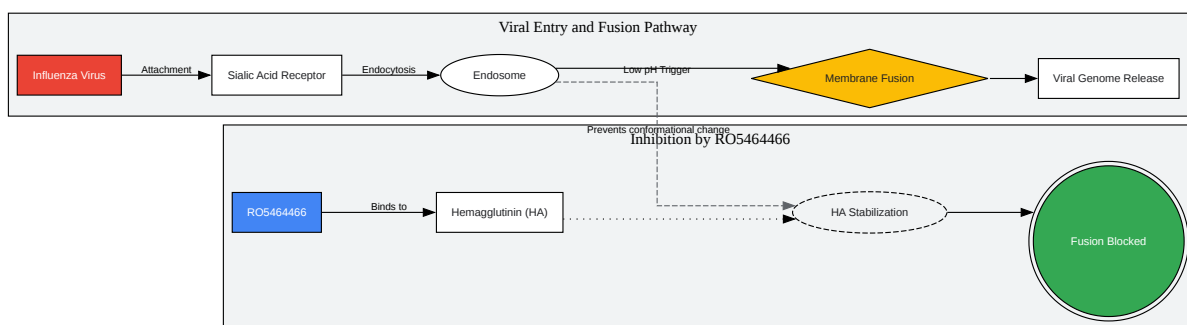 Viral Entry and Fusion Pathway
Influenza Virus
Attachment
Sialic Acid Receptor
Endocytosis
Endosome
Low pH Trigger
Membrane Fusion
Viral Genome Release
Prevents conformational change
Inhibition by RO5464466
RO5464466
Binds to
Hemagglutinin (HA)
HA Stabilization
Fusion Blocked